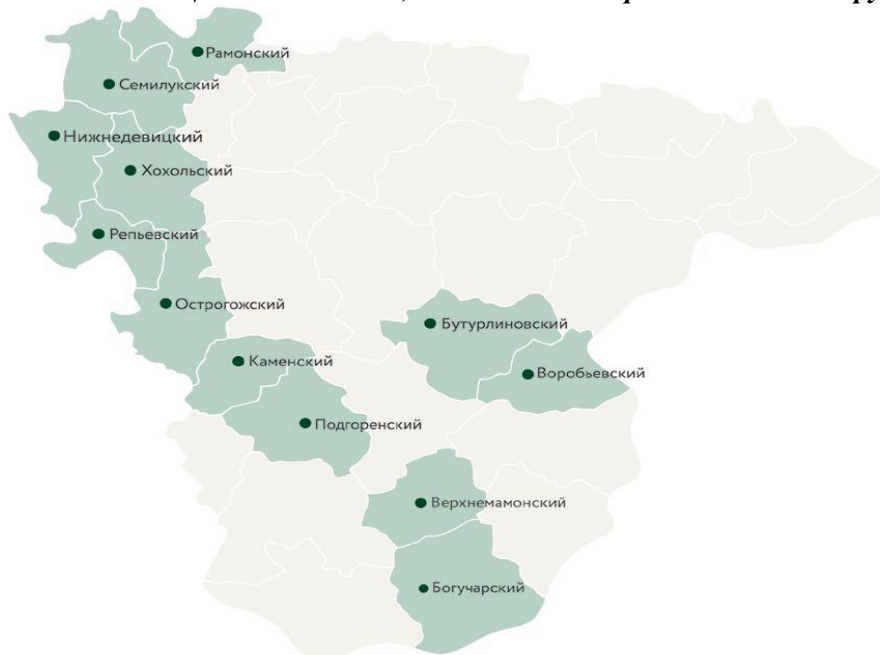 Рамонский
Семилукский
Нижнедевицкий
Хохольский
Репьевский
Острогожский
Бутурлиновский
Каменский
Воробьевский
Подгоренский
Верхнемамонский
Богучарский